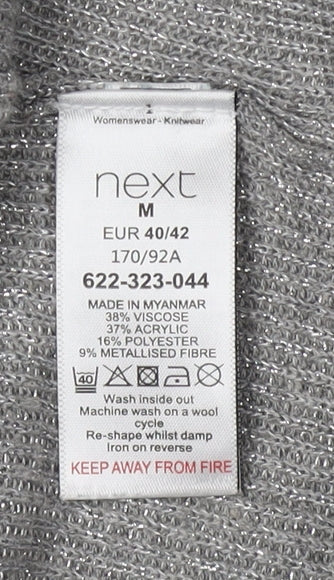 1
Womenswear - Knitwear
next
M
EUR 40/42
170/92A
622-323-044
MADE IN MYANMAR
38% VISCOSE
37% ACRYLIC
16% POLYESTER
9% METALLISED FIBRE
40
Wash inside out
Machine wash on a wool
cycle
Re-shape whilst damp
Iron on reverse
KEEP AWAY FROM FIRE